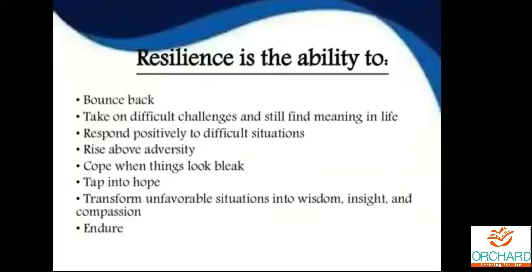 Resilience is the ability to:
• Bounce back
• Take on difficult challenges and still find meaning in life
• Respond positively to difficult situations
• Rise above adversity
• Cope when things look bleak
• Tap into hope
• Transform unfavorable situations into wisdom, insight, and
compassion
• Endure
ORCHARD